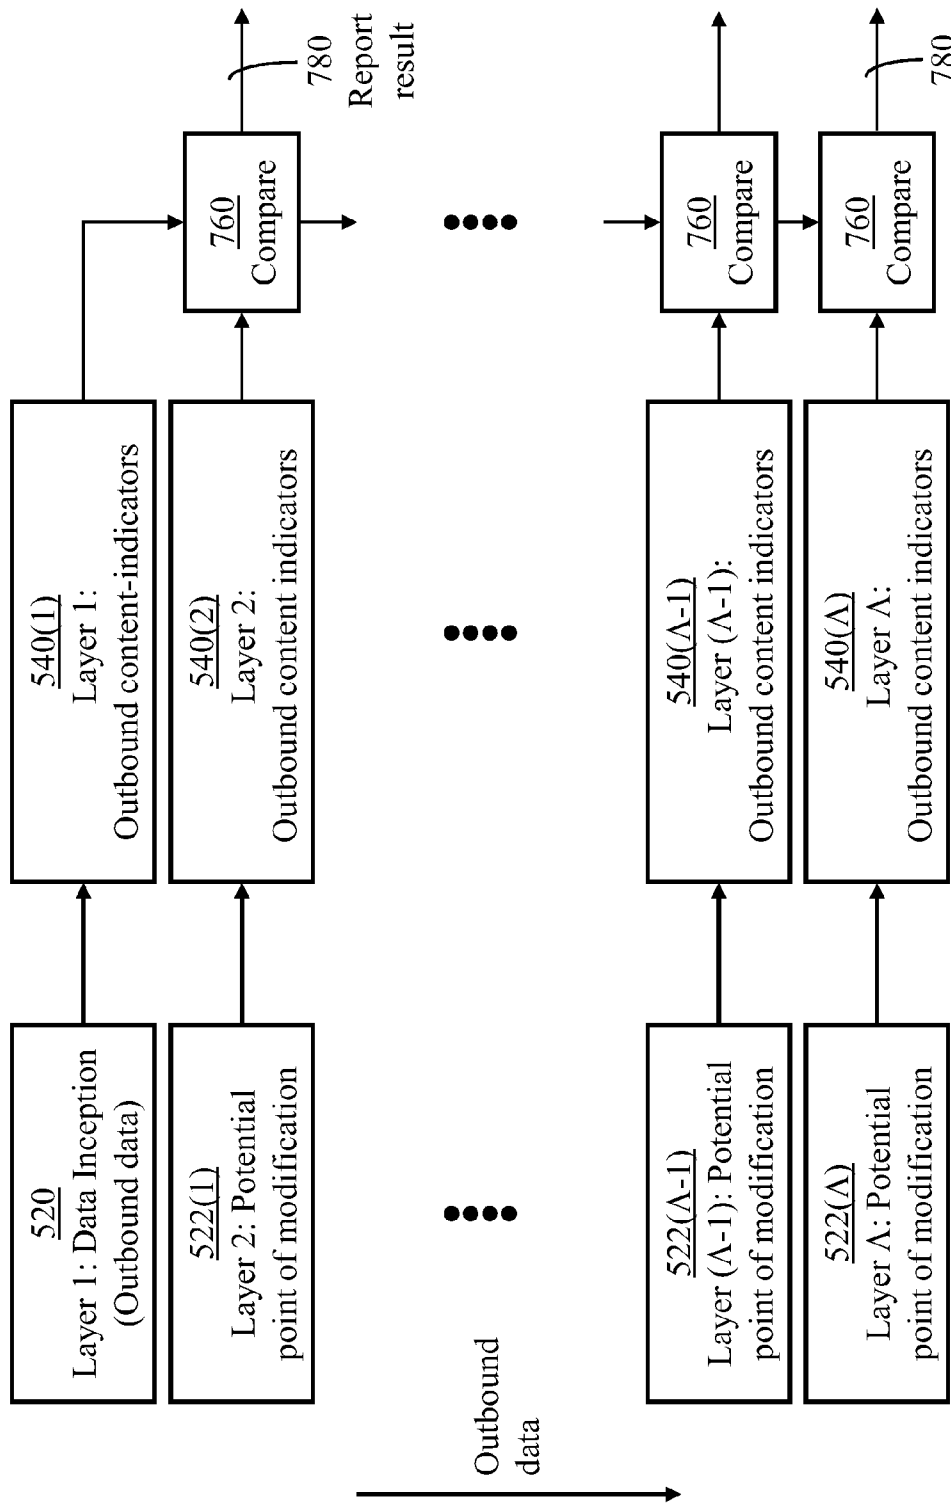 520
Layer 1: Data Inception
(Outbound data)
540(1)
Layer 1:
Outbound content-indicators
522(1)
Layer 2: Potential
point of modification
540(2)
Layer 2:
Outbound content indicators
760
Compare
780
Report
result
Outbound
data
522(Λ-1)
Layer (Λ-1): Potential
point of modification
540(Λ-1)
Layer (Λ-1):
Outbound content indicators
760
Compare
522(Λ)
Layer Λ: Potential
point of modification
540(Λ)
Layer Λ:
Outbound content indicators
760
Compare
780